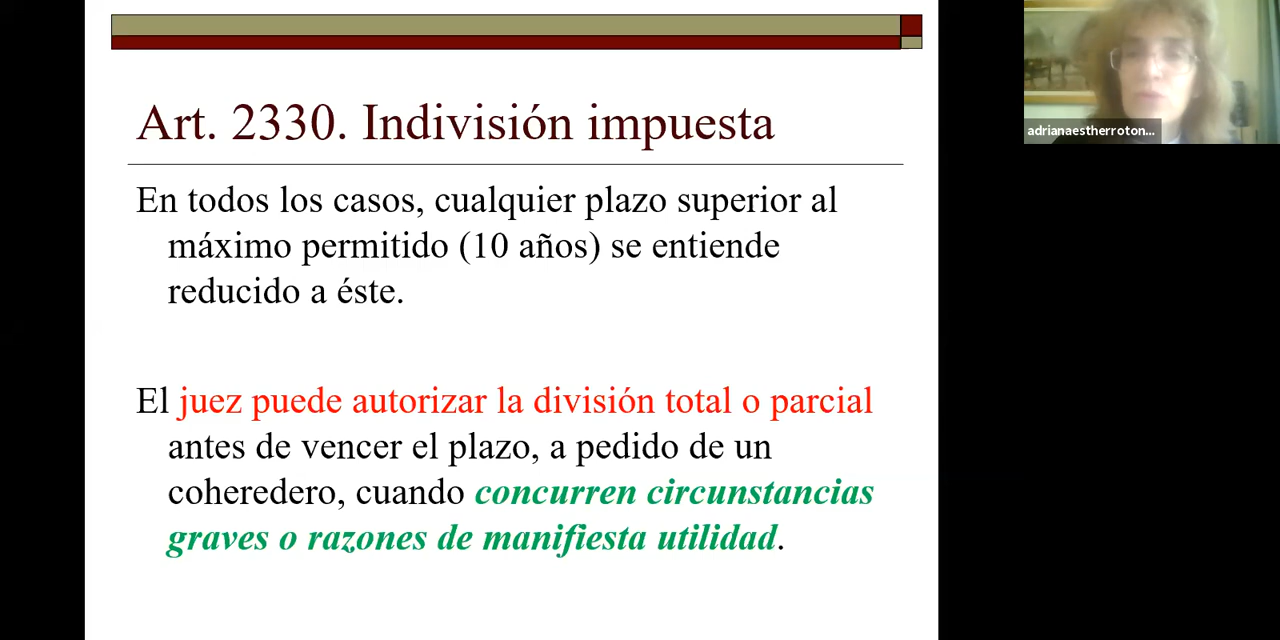 Art. 2330. Indivisión impuesta
En todos los casos, cualquier plazo superior al
máximo permitido (10 años) se entiende
reducido a éste.
El juez puede autorizar la división total o parcial
antes de vencer el plazo, a pedido de un
coheredero, cuando concurren circunstancias
graves o razones de manifiesta utilidad.
adrianaestherroton...